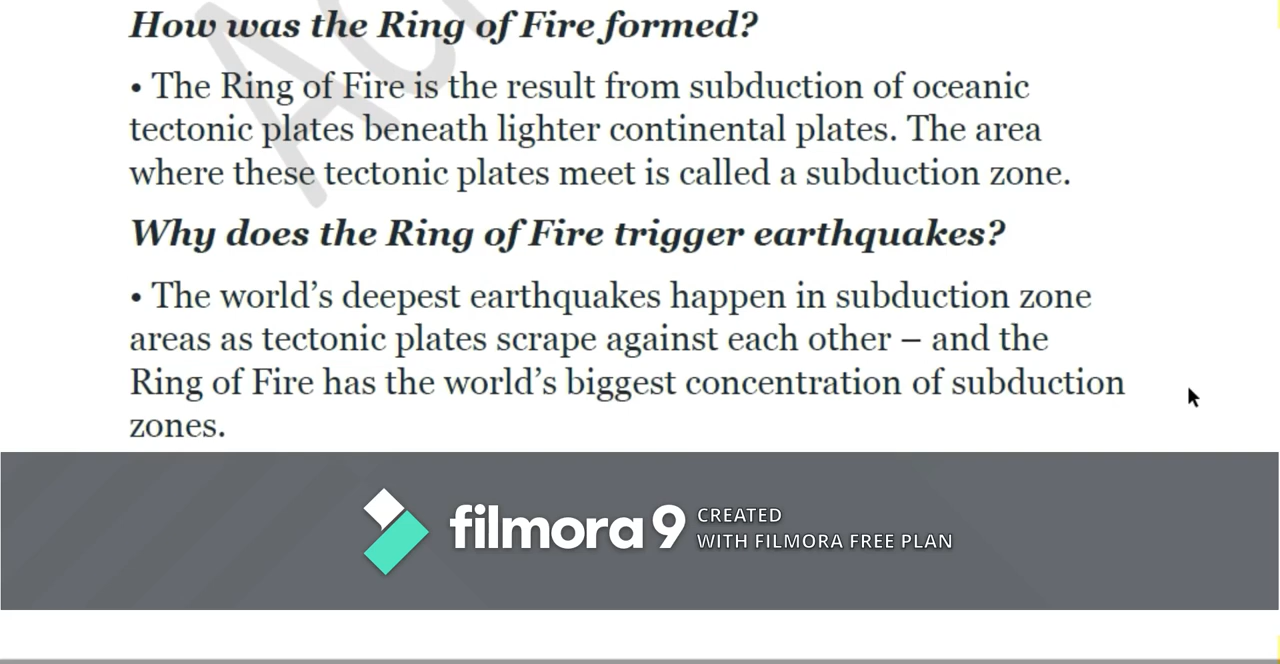 How was the Ring of Fire formed?
• The Ring of Fire is the result from subduction of oceanic
tectonic plates beneath lighter continental plates. The area
where these tectonic plates meet is called a subduction zone.
Why does the Ring of Fire trigger earthquakes?
• The world’s deepest earthquakes happen in subduction zone
areas as tectonic plates scrape against each other – and the
Ring of Fire has the world’s biggest concentration of subduction
zones.
filmora 9
CREATED
WITH FILMORA FREE PLAN